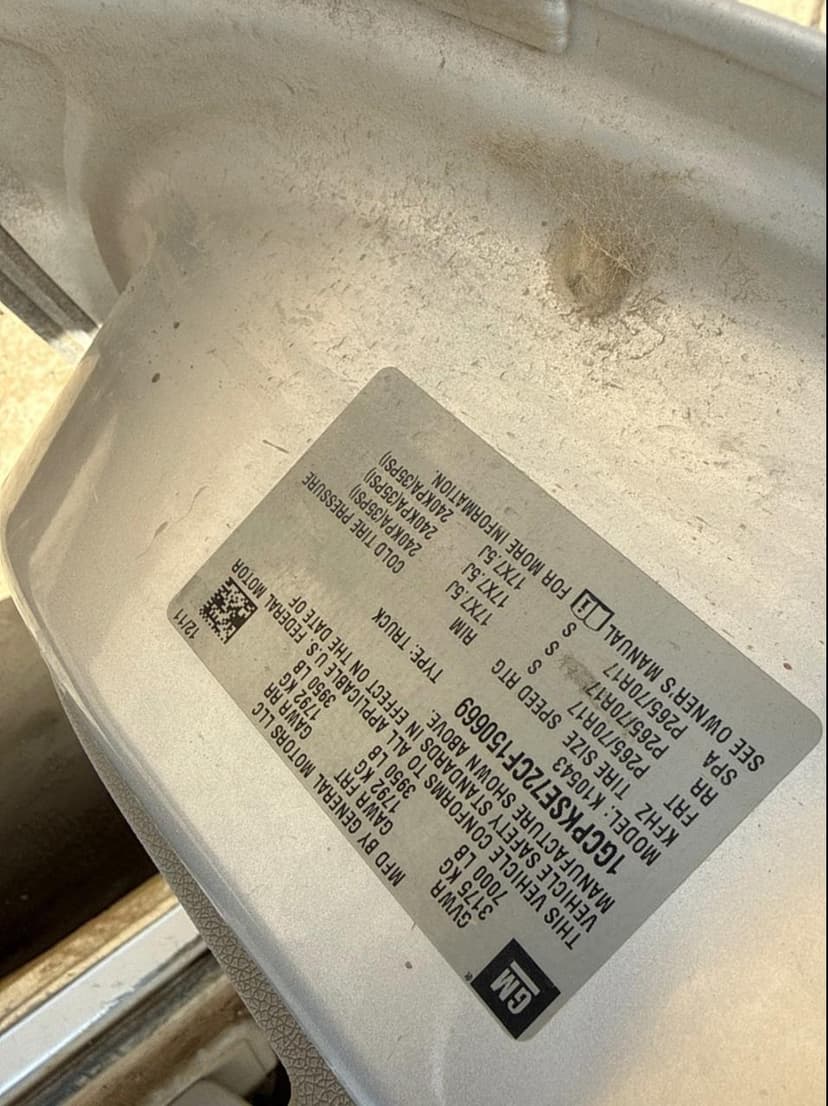 GM
®
MFD BY GENERAL MOTORS LLC 12/11
GVWR GAWR FRT GAWR RR
3175 KG 1792 KG 1792 KG
7000 LB 3950 LB 3950 LB
THIS VEHICLE CONFORMS TO ALL APPLICABLE U.S. FEDERAL MOTOR
VEHICLE SAFETY STANDARDS IN EFFECT ON THE DATE OF
MANUFACTURE SHOWN ABOVE.
1GCPKSE72CF150669 TYPE: TRUCK
MODEL: K10543
KFHZ TIRE SIZE SPEED RTG RIM COLD TIRE PRESSURE
FRT P265/70R17 S 17X7.5J 240KPA(35PSI)
RR P265/70R17 S 17X7.5J 240KPA(35PSI)
SPA P265/70R17 S 17X7.5J 240KPA(35PSI)
SEE OWNER'S MANUAL i FOR MORE INFORMATION.